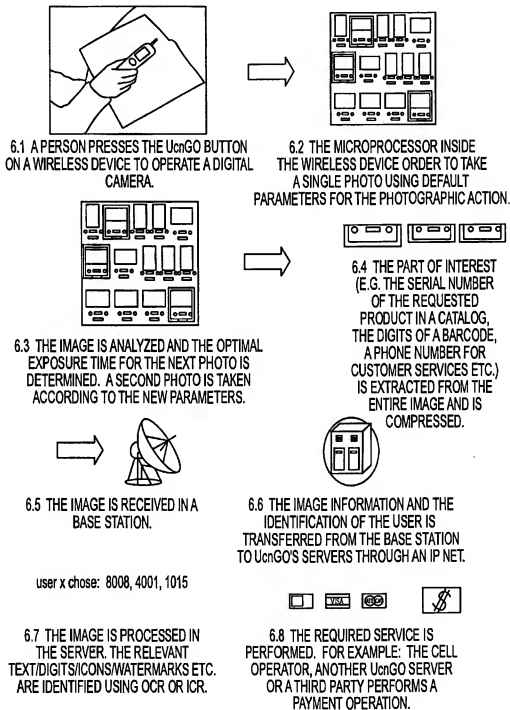 6.1 A PERSON PRESSES THE UcnGO BUTTON
ON A WIRELESS DEVICE TO OPERATE A DIGITAL
CAMERA.
6.2 THE MICROPROCESSOR INSIDE
THE WIRELESS DEVICE ORDER TO TAKE
A SINGLE PHOTO USING DEFAULT
PARAMETERS FOR THE PHOTOGRAPHIC ACTION.
6.3 THE IMAGE IS ANALYZED AND THE OPTIMAL
EXPOSURE TIME FOR THE NEXT PHOTO IS
DETERMINED. A SECOND PHOTO IS TAKEN
ACCORDING TO THE NEW PARAMETERS.
6.4 THE PART OF INTEREST
(E.G. THE SERIAL NUMBER
OF THE REQUESTED
PRODUCT IN A CATALOG,
THE DIGITS OF A BARCODE,
A PHONE NUMBER FOR
CUSTOMER SERVICES ETC.)
IS EXTRACTED FROM THE
ENTIRE IMAGE AND IS
COMPRESSED.
6.5 THE IMAGE IS RECEIVED IN A
BASE STATION.
6.6 THE IMAGE INFORMATION AND THE
IDENTIFICATION OF THE USER IS
TRANSFERRED FROM THE BASE STATION
TO UcnGO'S SERVERS THROUGH AN IP NET.
user x chose: 8008, 4001, 1015
6.7 THE IMAGE IS PROCESSED IN
THE SERVER. THE RELEVANT
TEXT/DIGITS/ICONS/WATERMARKS ETC.
ARE IDENTIFIED USING OCR OR ICR.
VISA
$
6.8 THE REQUIRED SERVICE IS
PERFORMED. FOR EXAMPLE: THE CELL
OPERATOR, ANOTHER UcnGO SERVER
OR A THIRD PARTY PERFORMS A
PAYMENT OPERATION.